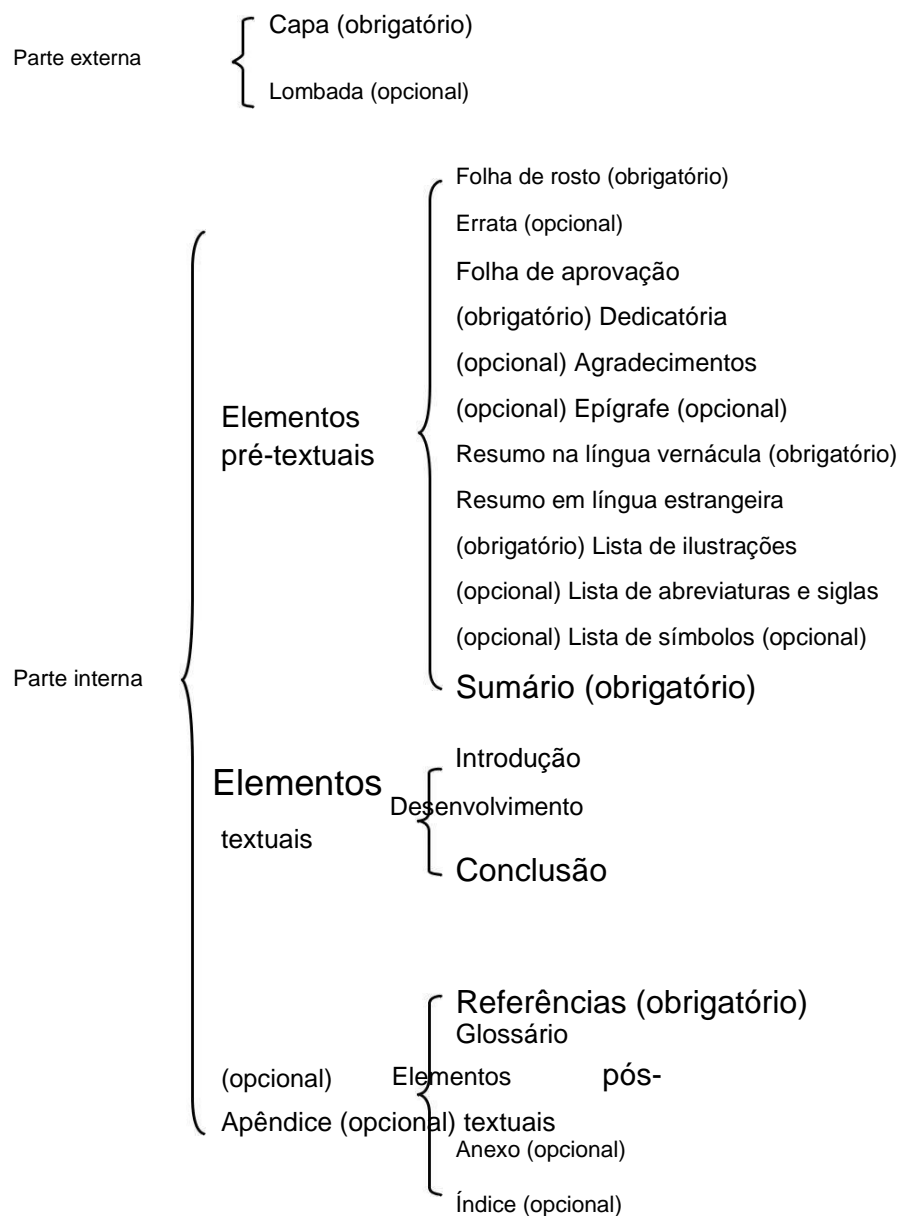 Capa (obrigatório)
Parte externa
Lombada (opcional)
Folha de rosto (obrigatório)
Errata (opcional)
Folha de aprovação
(obrigatório) Dedicatória
(opcional) Agradecimentos
(opcional) Epígrafe (opcional)
Elementos
pré-textuais
Resumo na língua vernácula (obrigatório)
Resumo em língua estrangeira
(obrigatório) Lista de ilustrações
(opcional) Lista de abreviaturas e siglas
(opcional) Lista de símbolos (opcional)
Parte interna
Sumário (obrigatório)
Introdução
Elementos
Desenvolvimento
textuais
Conclusão
Referências (obrigatório)
Glossário
(opcional) Elementos pós-
Apêndice (opcional) textuais
Anexo (opcional)
Índice (opcional)